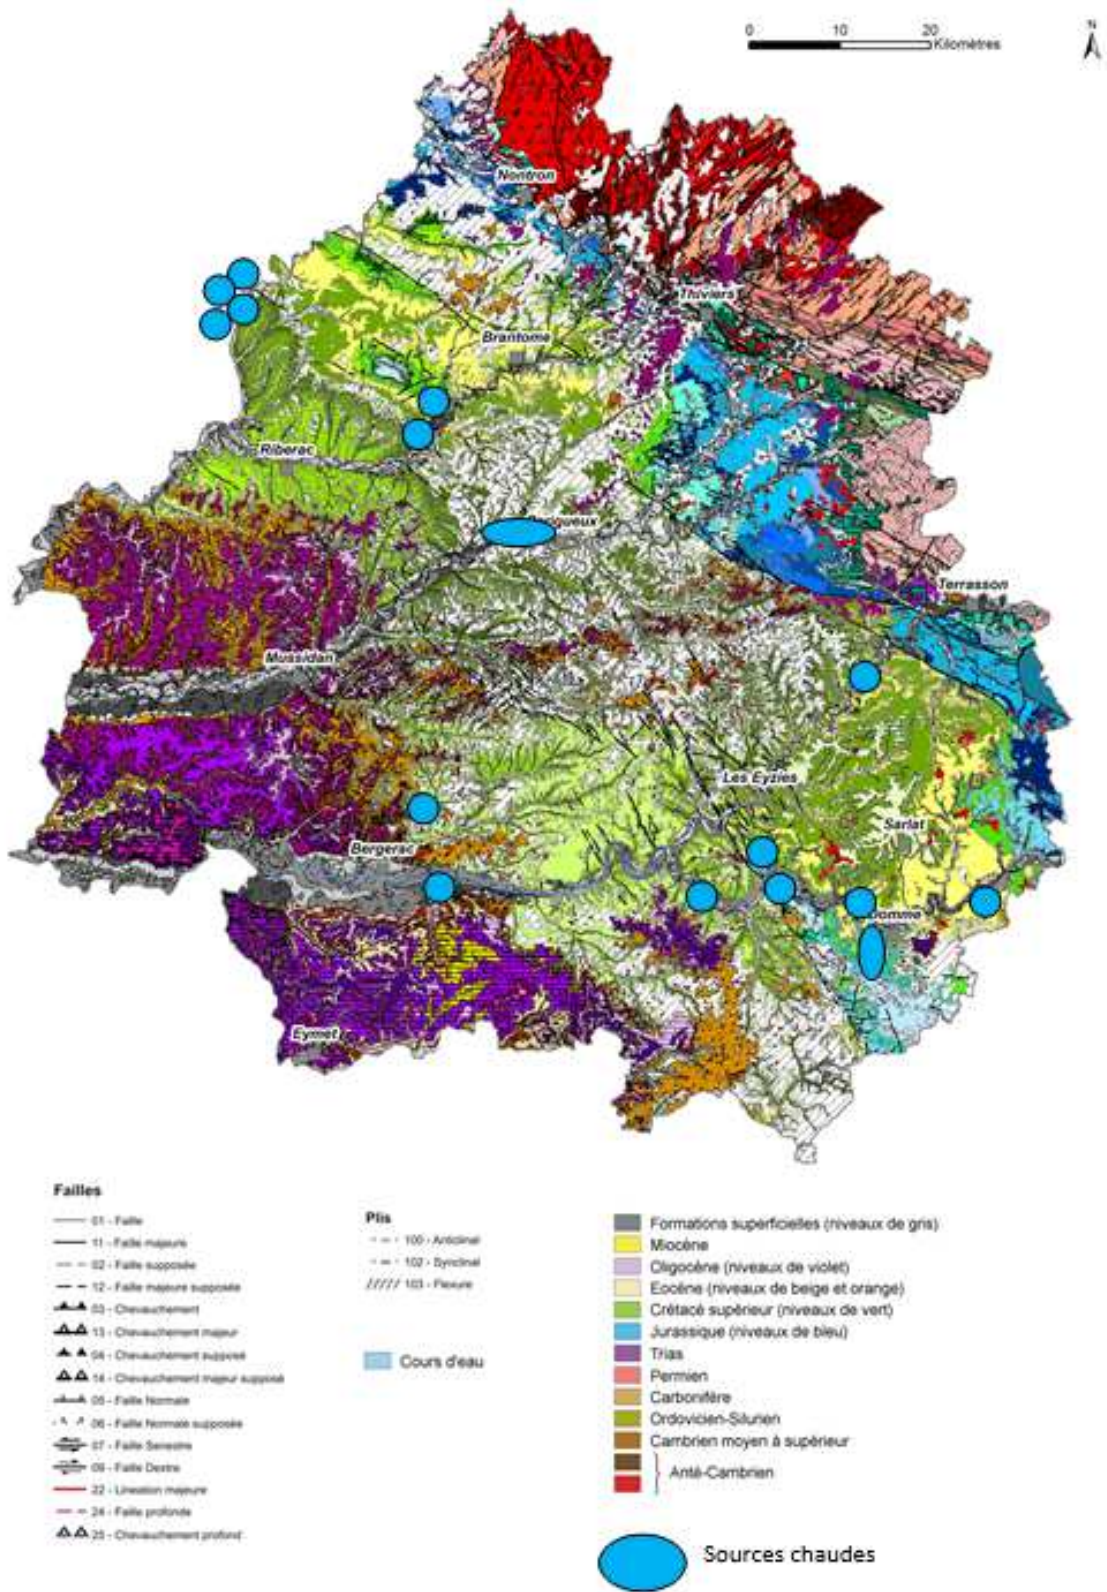 0 10 20
Kilomètres
N
Nontron
Thiviers
Brantome
Riberac
igueux
Terrasson
Mussidan
Les Eyzies
Sarlat
Bergerac
Domme
Eymet
Failles
01 - Faille
11 - Faille majeure
02 - Faille supposée
12 - Faille majeure supposée
03 - Chevauchement
13 - Chevauchement majeur
04 - Chevauchement supposé
14 - Chevauchement majeur supposé
05 - Faille Normale
06 - Faille Normale supposée
07 - Faille Senestre
09 - Faille Dextre
22 - Linéation majeure
24 - Faille profonde
25 - Chevauchement profond
Plis
100 - Anticlinal
102 - Synclinal
103 - Flexure
Cours d'eau
Formations superficielles (niveaux de gris)
Miocène
Oligocène (niveaux de violet)
Eocène (niveaux de beige et orange)
Crétacé supérieur (niveaux de vert)
Jurassique (niveaux de bleu)
Trias
Permien
Carbonifère
Ordovicien-Silurien
Cambrien moyen à supérieur
Anté-Cambrien
Sources chaudes